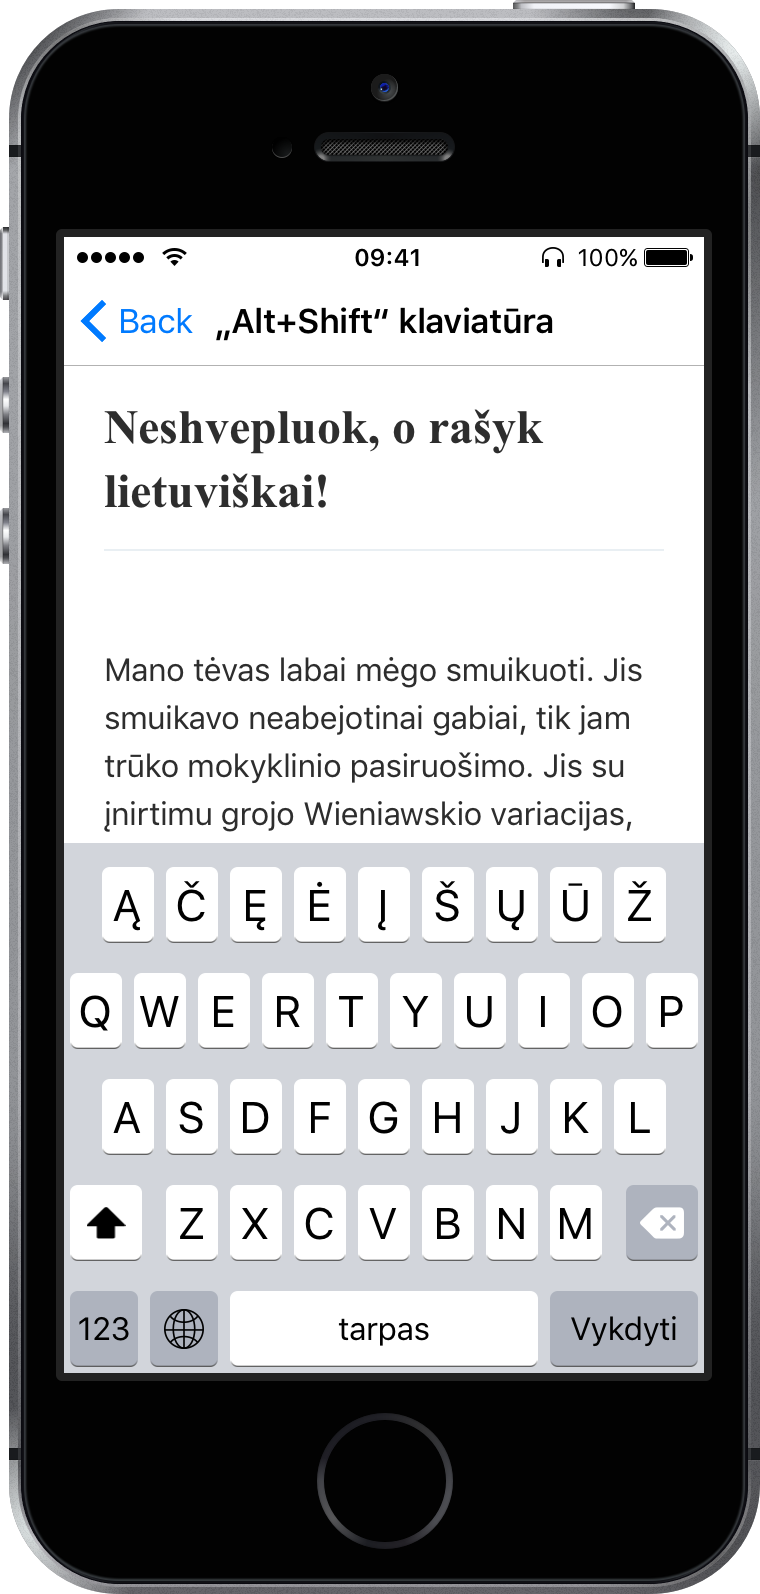 09:41 100%
Back „Alt+Shift“ klaviatūra
Neshvepluok, o rašyk
lietuviškai!
Mano tėvas labai mėgo smuikuoti. Jis
smuikavo neabejotinai gabiai, tik jam
trūko mokyklinio pasiruošimo. Jis su
įnirtimu grojo Wieniawskio variacijas,
Ą Č Ę Ė Į Š Ų Ū Ž
Q W E R T Y U I O P
A S D F G H J K L
Z X C V B N M
123 tarpas Vykdyti